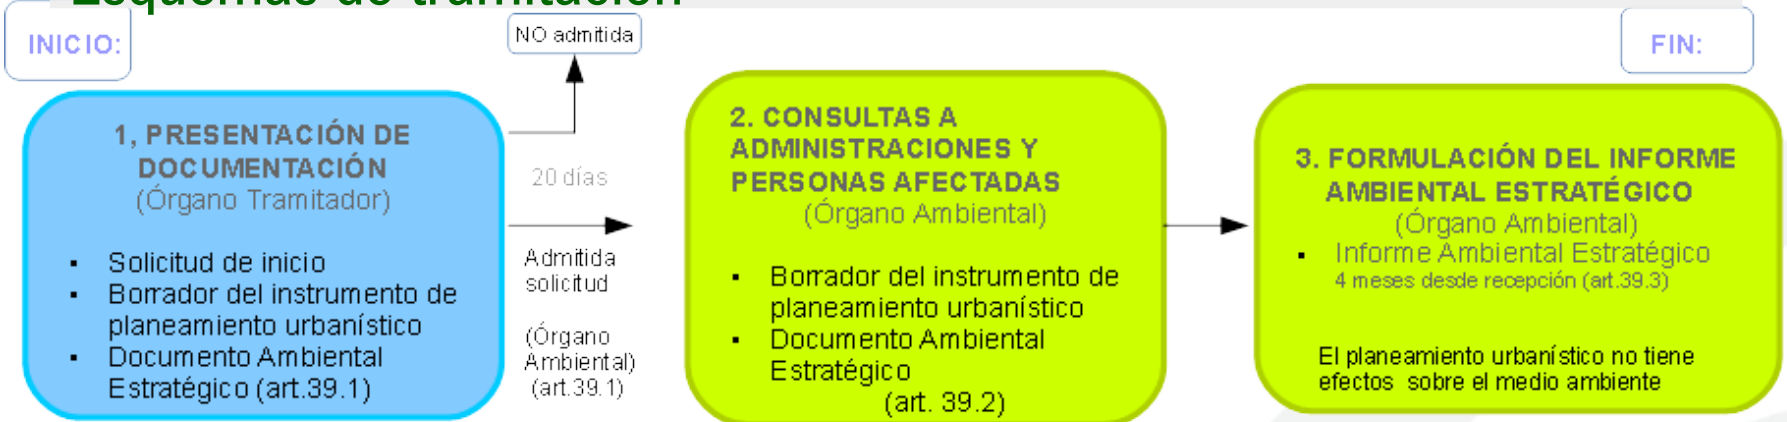 Esquemas de tramitación
INICIO:
NO admitida
FIN:
1, PRESENTACIÓN DE
DOCUMENTACIÓN
(Órgano Tramitador)
▪ Solicitud de inicio
▪ Borrador del instrumento de
planeamiento urbanístico
▪ Documento Ambiental
Estratégico (art.39.1)
20 días
Admitida
solicitud
(Órgano
Ambiental)
(art.39.1)
2. CONSULTAS A
ADMINISTRACIONES Y
PERSONAS AFECTADAS
(Órgano Ambiental)
▪ Borrador del instrumento de
planeamiento urbanístico
▪ Documento Ambiental
Estratégico
(art. 39.2)
3. FORMULACIÓN DEL INFORME
AMBIENTAL ESTRATÉGICO
(Órgano Ambiental)
▪ Informe Ambiental Estratégico
4 meses desde recepción (art.39.3)
El planeamiento urbanístico no tiene
efectos sobre el medio ambiente